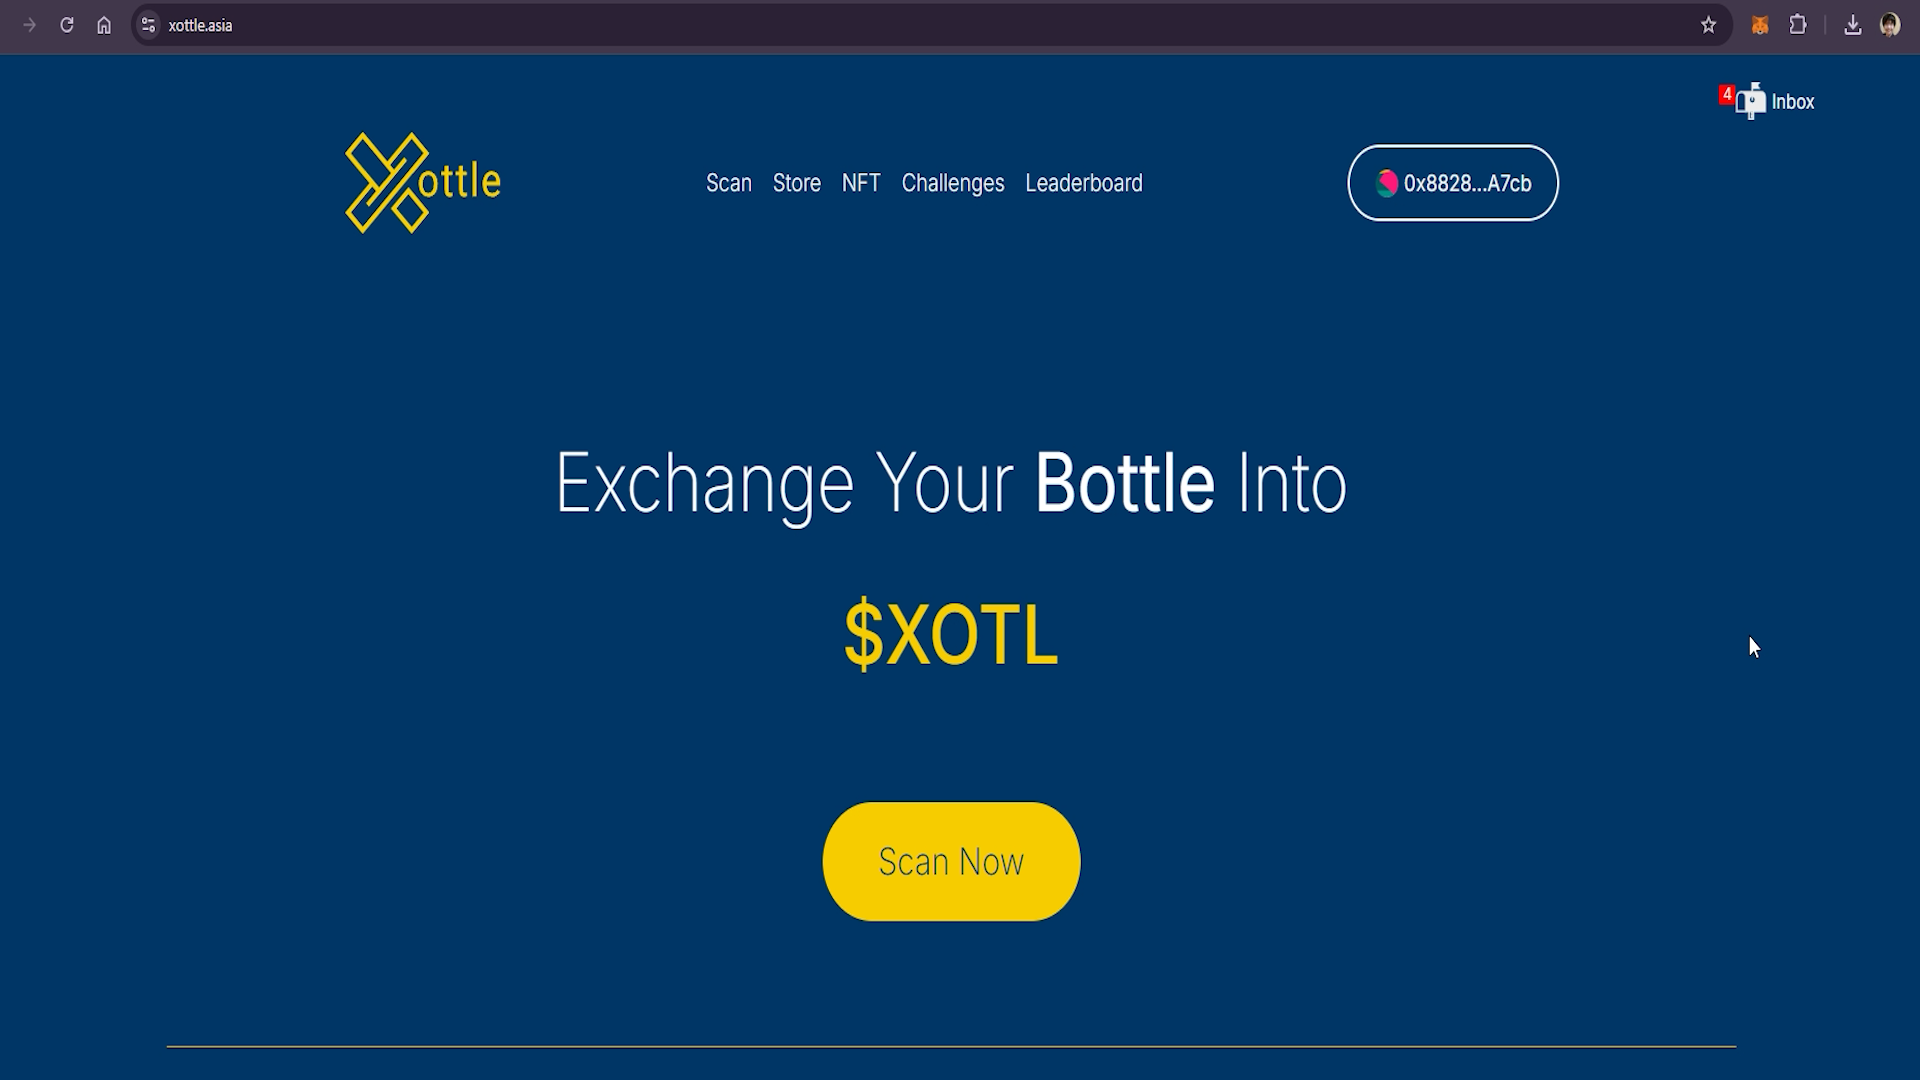 xottle.asia
4 Inbox
Xottle
Scan Store NFT Challenges Leaderboard
0x8828...A7cb
Exchange Your Bottle Into
$XOTL
Scan Now